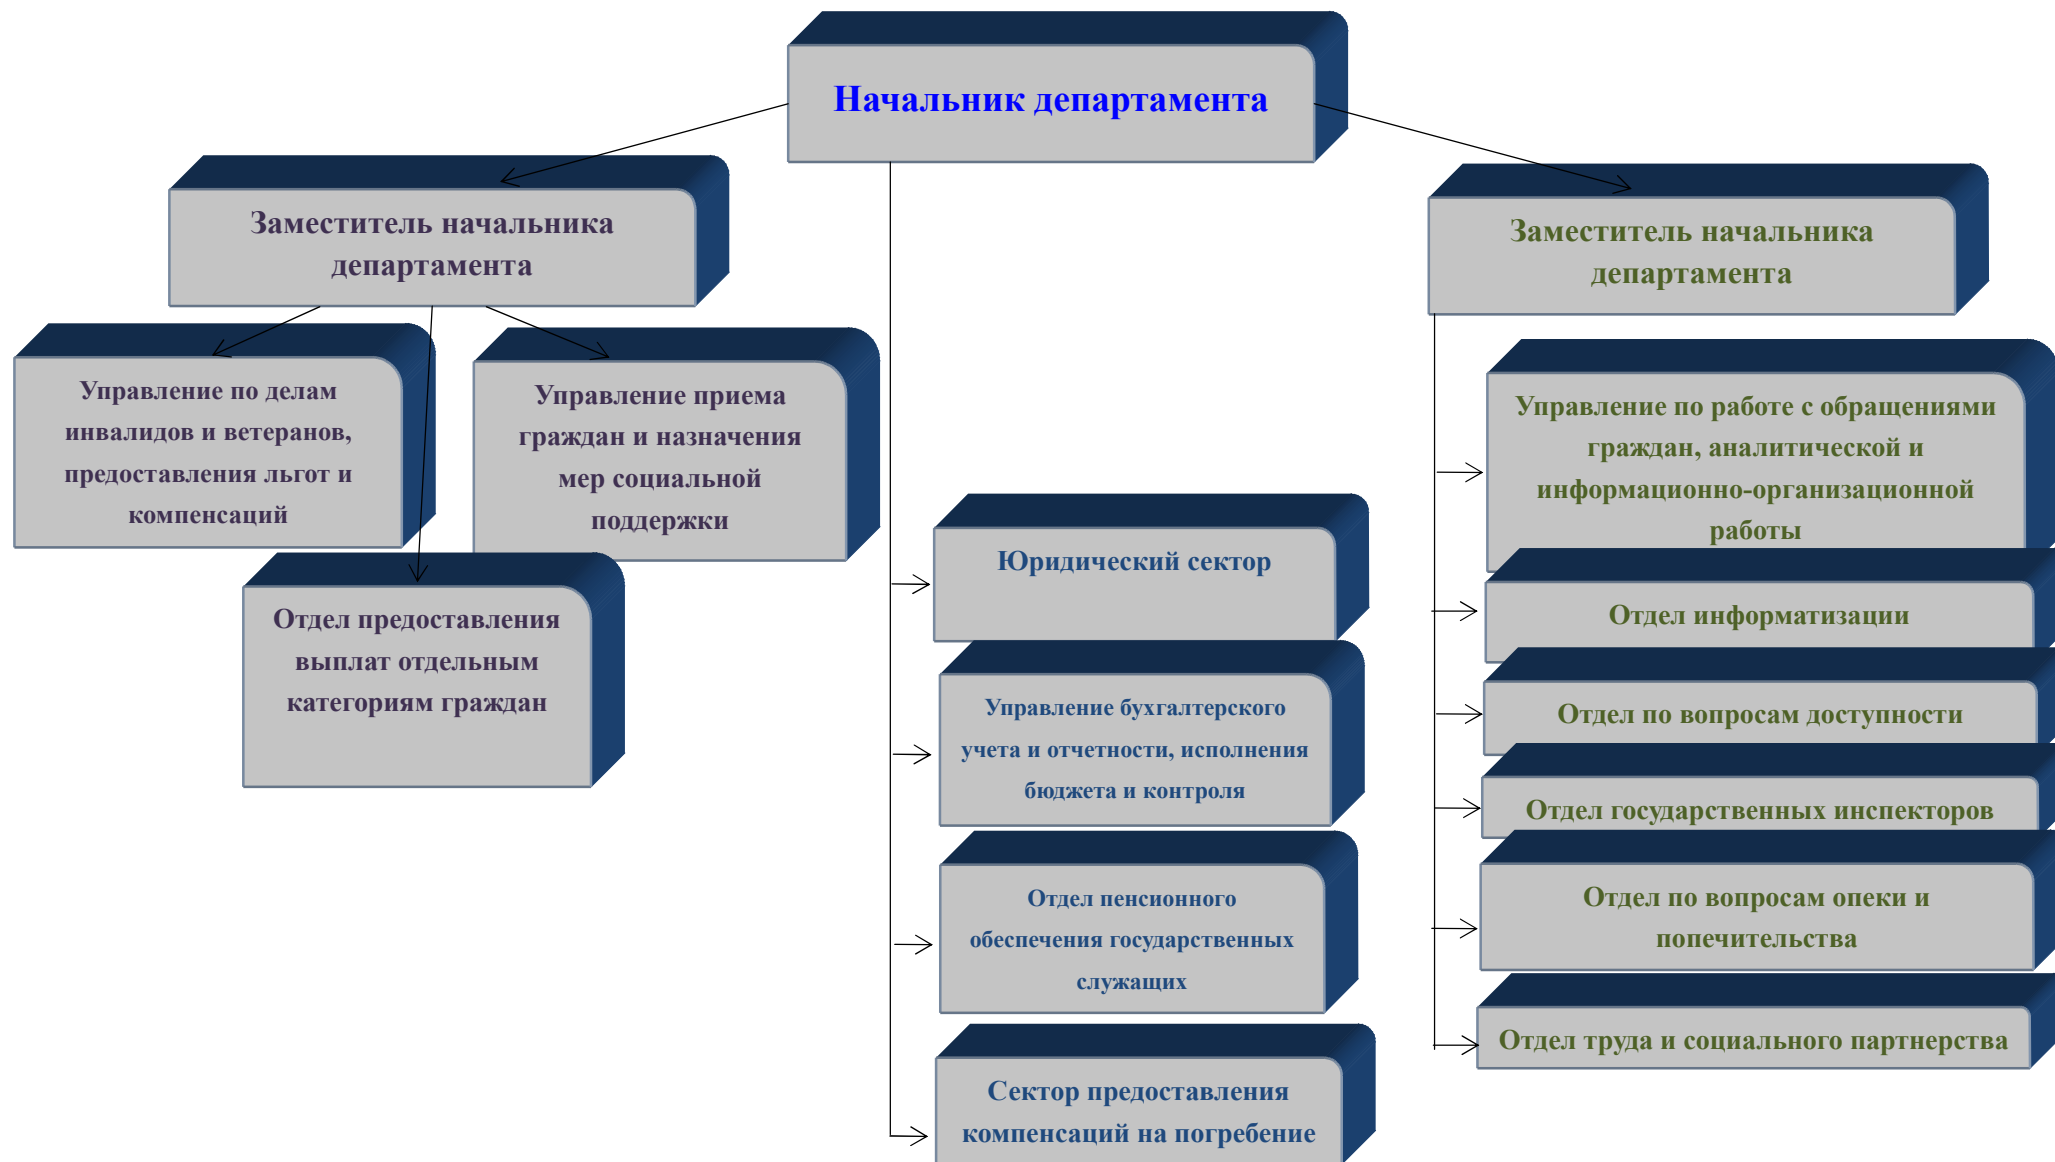 Начальник департамента
Заместитель начальника
департамента
Управление по делам
инвалидов и ветеранов,
предоставления льгот и
компенсаций
Управление приема
граждан и назначения
мер социальной
поддержки
Отдел предоставления
выплат отдельным
категориям граждан
Юридический сектор
Управление бухгалтерского
учета и отчетности, исполнения
бюджета и контроля
Отдел пенсионного
обеспечения государственных
служащих
Сектор предоставления
компенсаций на погребение
Заместитель начальника
департамента
Управление по работе с обращениями
граждан, аналитической и
информационно-организационной
работы
Отдел информатизации
Отдел по вопросам доступности
Отдел государственных инспекторов
Отдел по вопросам опеки и
попечительства
Отдел труда и социального партнерства